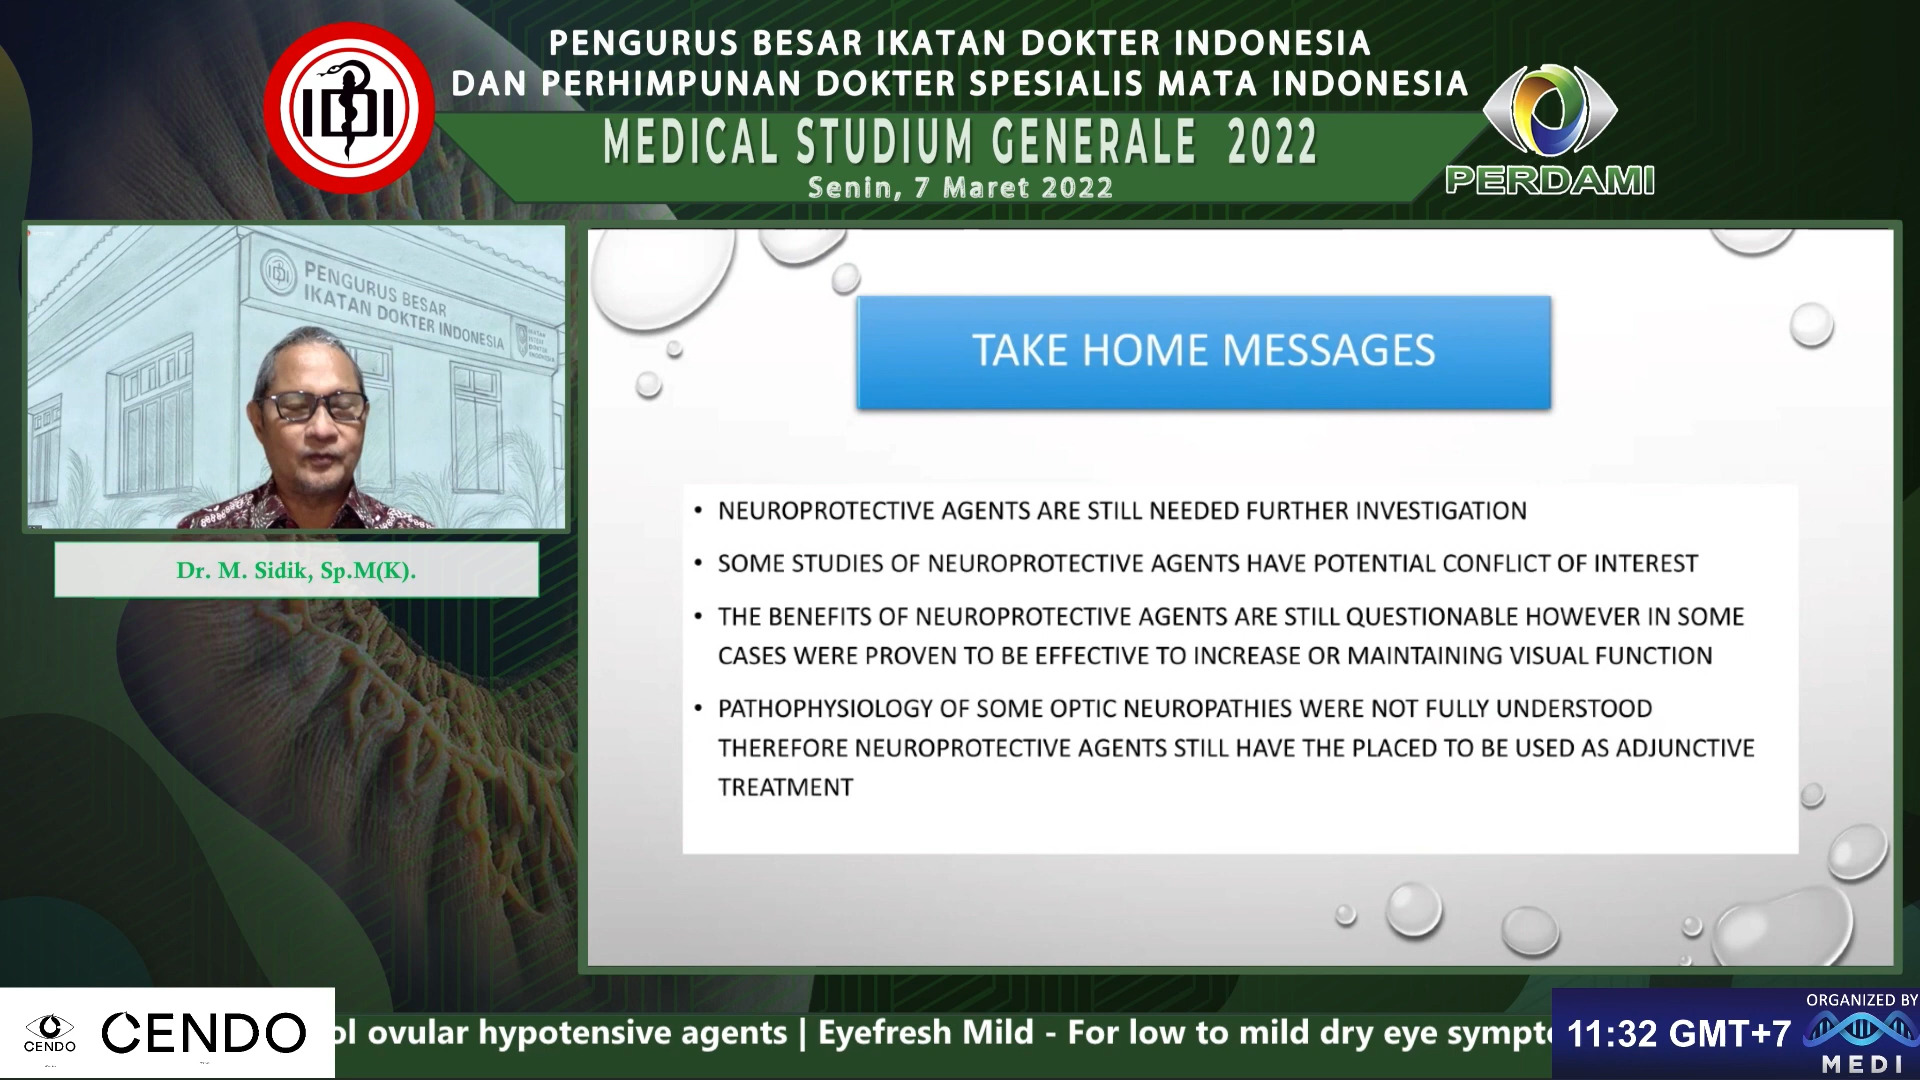 PENGURUS BESAR IKATAN DOKTER INDONESIA
DAN PERHIMPUNAN DOKTER SPESIALIS MATA INDONESIA
IDI
MEDICAL STUDIUM GENERALE 2022
Senin, 7 Maret 2022
PERDAMI
PENGURUS BESAR
IKATAN DOKTER INDONESIA
Dr. M. Sidik, Sp.M(K).
TAKE HOME MESSAGES
• NEUROPROTECTIVE AGENTS ARE STILL NEEDED FURTHER INVESTIGATION
• SOME STUDIES OF NEUROPROTECTIVE AGENTS HAVE POTENTIAL CONFLICT OF INTEREST
• THE BENEFITS OF NEUROPROTECTIVE AGENTS ARE STILL QUESTIONABLE HOWEVER IN SOME
CASES WERE PROVEN TO BE EFFECTIVE TO INCREASE OR MAINTAINING VISUAL FUNCTION
• PATHOPHYSIOLOGY OF SOME OPTIC NEUROPATHIES WERE NOT FULLY UNDERSTOOD
THEREFORE NEUROPROTECTIVE AGENTS STILL HAVE THE PLACED TO BE USED AS ADJUNCTIVE
TREATMENT
CENDO
CENDO
ol ovular hypotensive agents | Eyefresh Mild - For low to mild dry eye sympt
11:32 GMT+7
ORGANIZED BY
MEDI